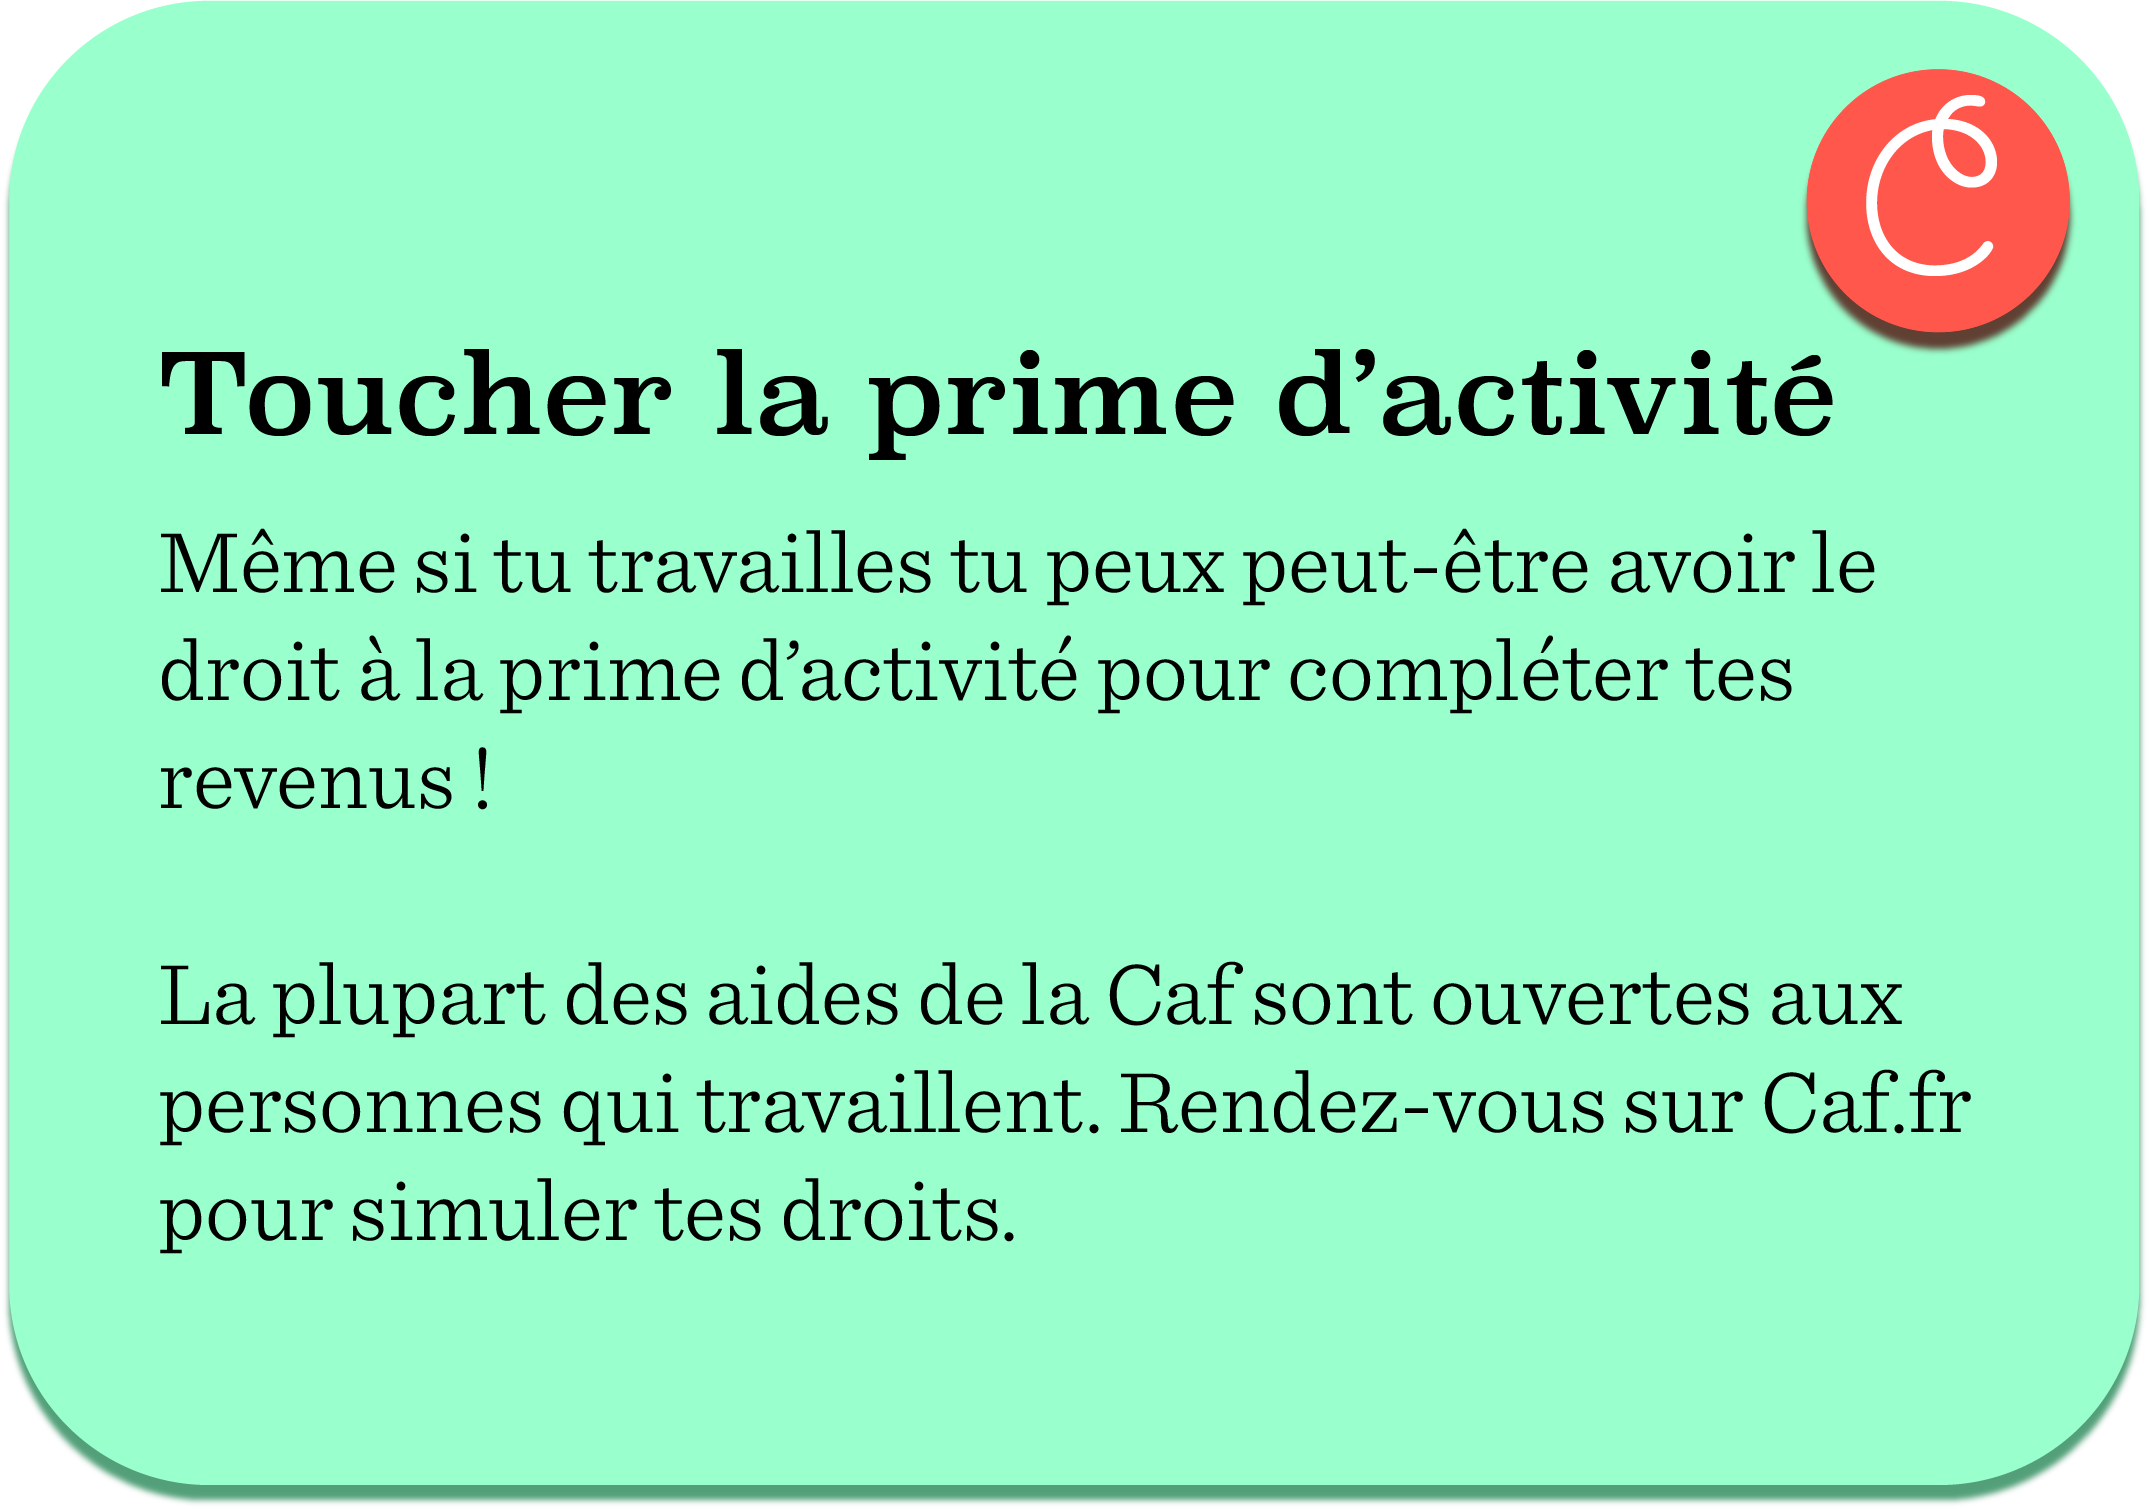 C
Toucher la prime d’activité
Même si tu travailles tu peux peut-être avoir le
droit à la prime d’activité pour compléter tes
revenus !
La plupart des aides de la Caf sont ouvertes aux
personnes qui travaillent. Rendez-vous sur Caf.fr
pour simuler tes droits.